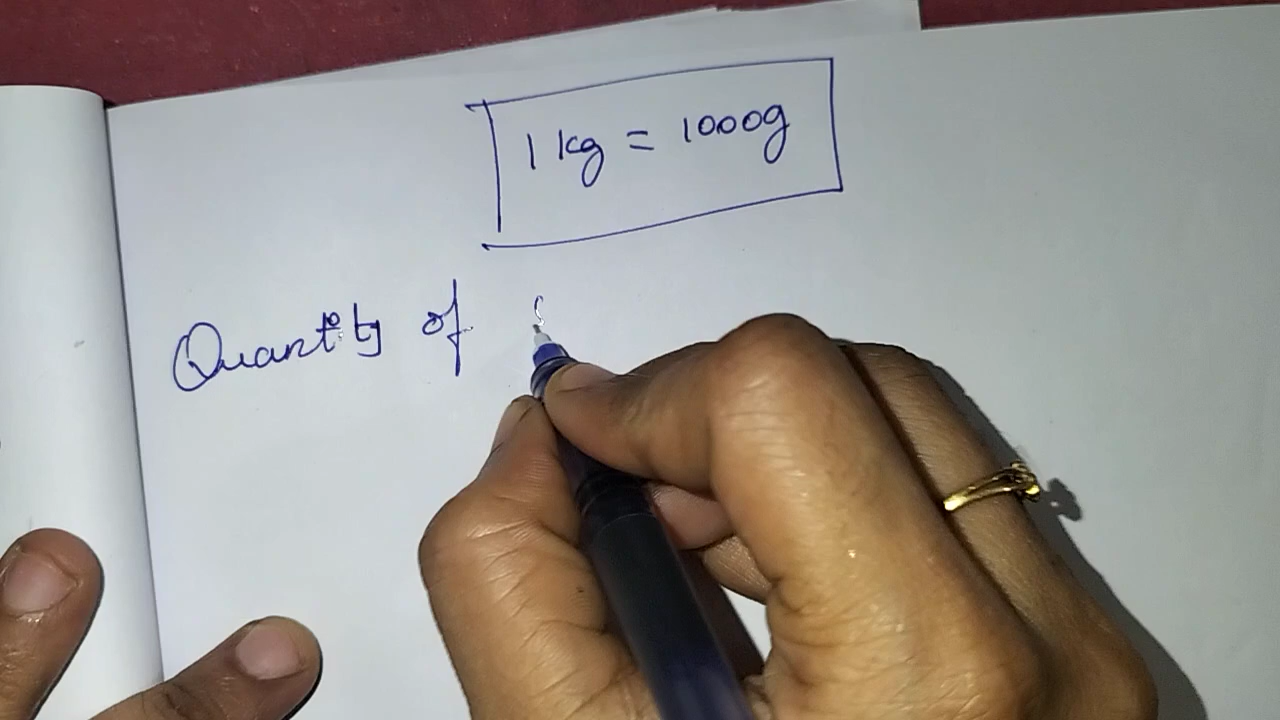 1 kg = 1000g
Quantity of